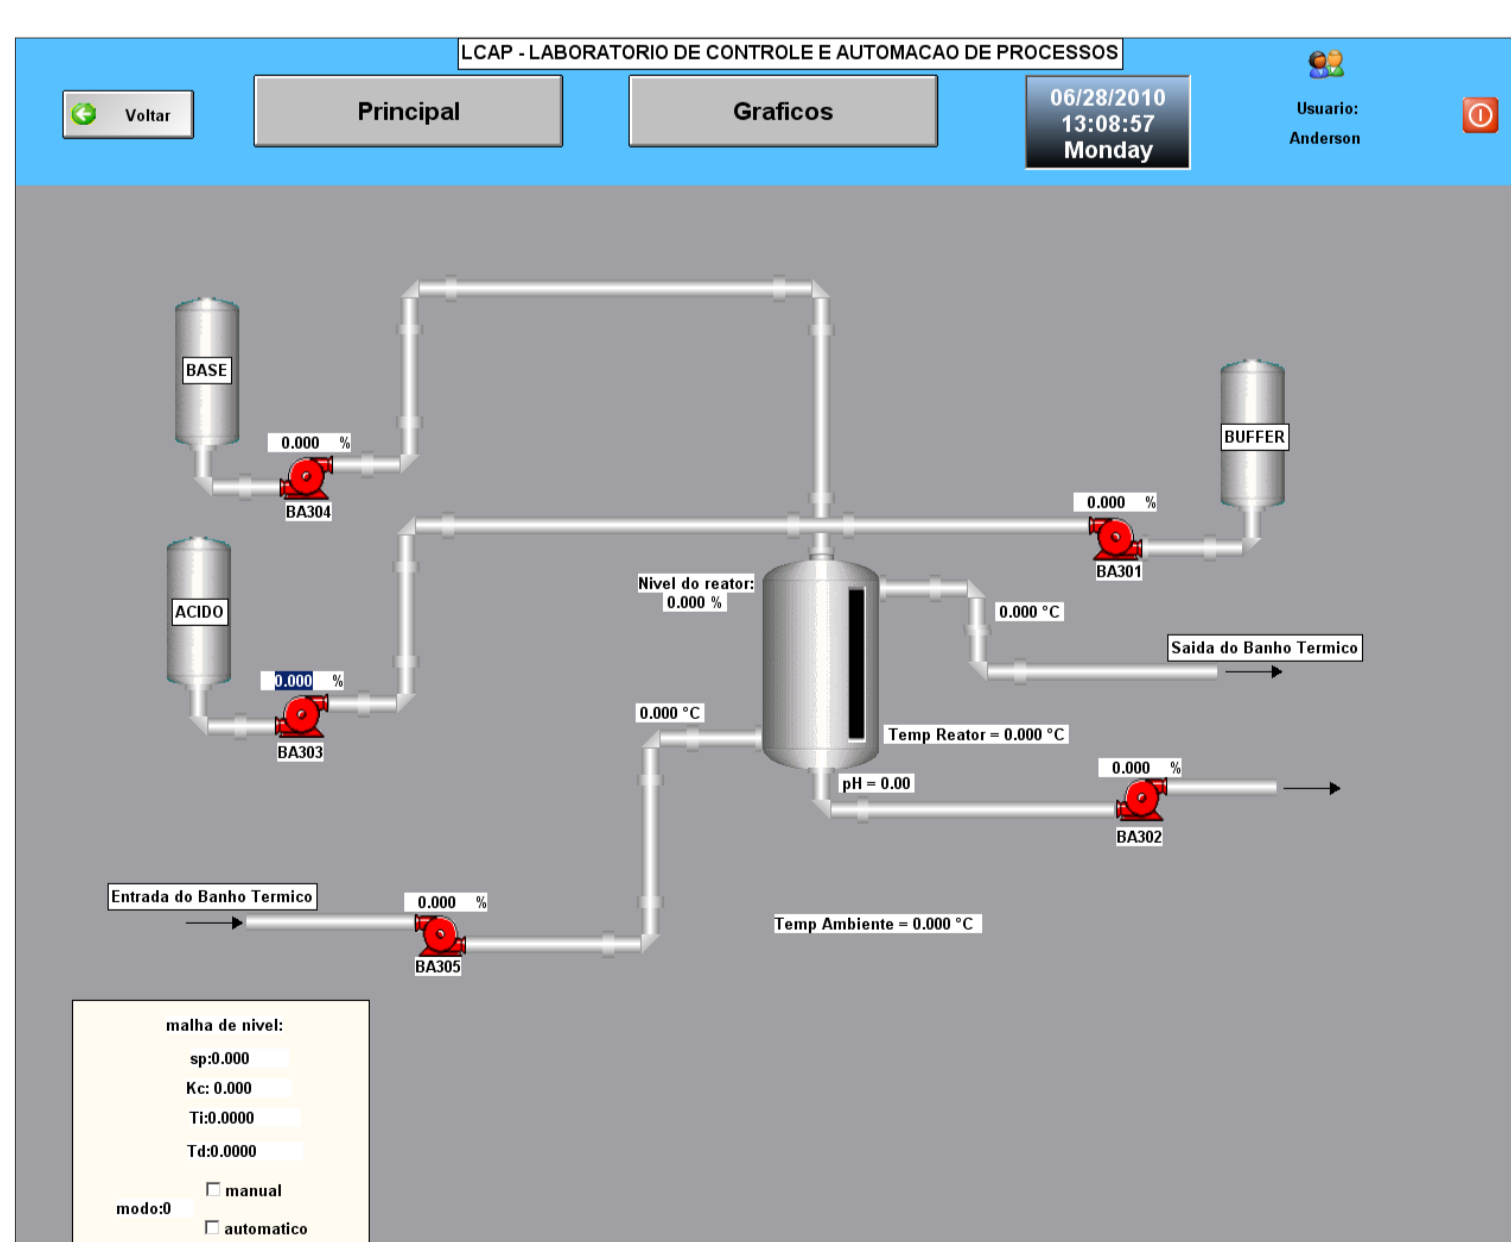 LCAP - LABORATORIO DE CONTROLE E AUTOMACAO DE PROCESSOS
Voltar
Principal
Graficos
06/28/2010
13:08:57
Monday
Usuario:
Anderson
BASE
0.000 %
BA304
BUFFER
0.000 %
BA301
ACIDO
0.000 %
BA303
Nivel do reator:
0.000 %
0.000 °C
Saida do Banho Termico
0.000 °C
Temp Reator = 0.000 °C
pH = 0.00
0.000 %
BA302
Entrada do Banho Termico
0.000 %
BA305
Temp Ambiente = 0.000 °C
malha de nivel:
sp:0.000
Kc: 0.000
Ti:0.0000
Td:0.0000
modo:0
manual
automatico